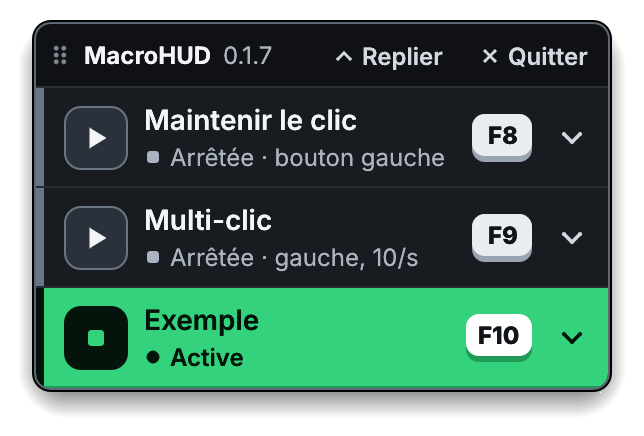 MacroHUD 0.1.7 Replier Quitter
Maintenir le clic
Arrêtée · bouton gauche
F8
Multi-clic
Arrêtée · gauche, 10/s
F9
Exemple
Active
F10